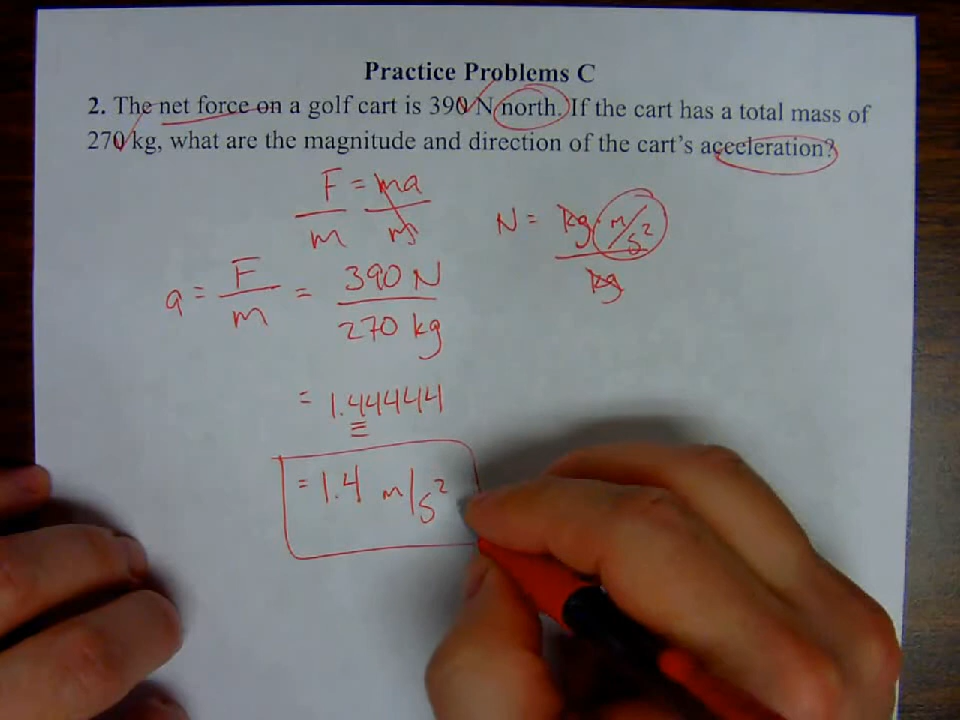 Practice Problems C
2. The net force on a golf cart is 390 N north. If the cart has a total mass of
270 kg, what are the magnitude and direction of the cart's acceleration?
F = ma
m m
N = kg · m/s²
kg
a = F/m = 390 N / 270 kg
= 1.44444
= 1.4 m/s²